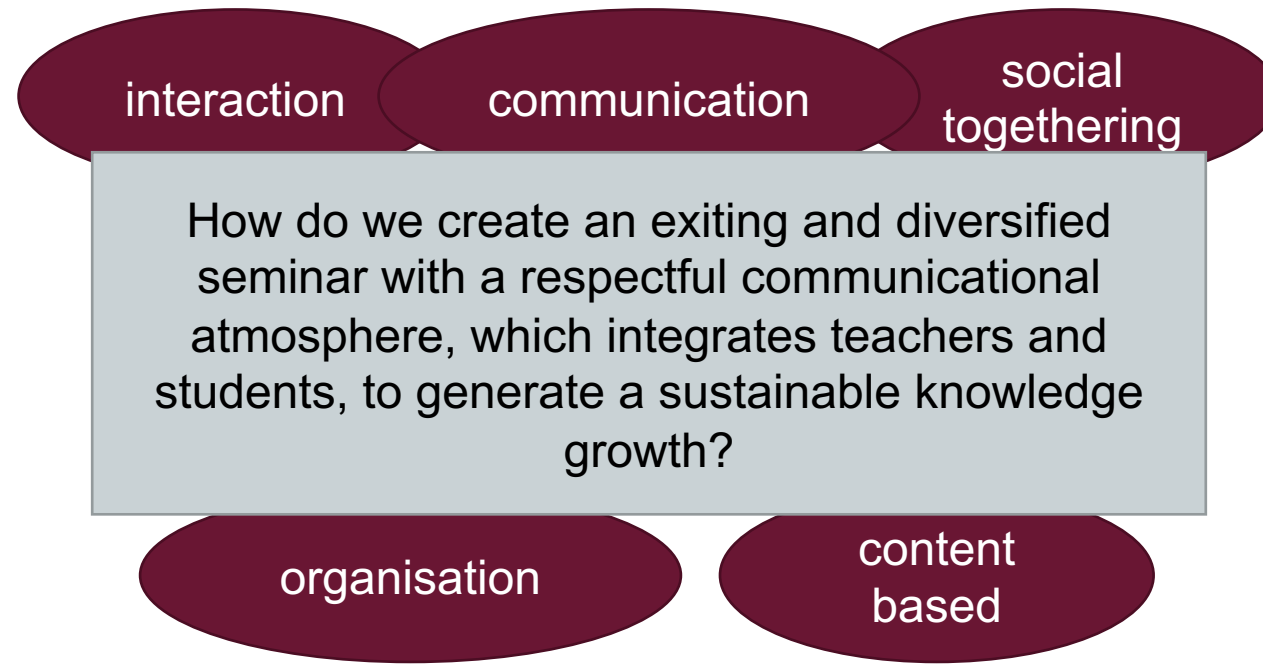 interaction
communication
social
togethering
How do we create an exiting and diversified
seminar with a respectful communicational
atmosphere, which integrates teachers and
students, to generate a sustainable knowledge
growth?
organisation
content
based